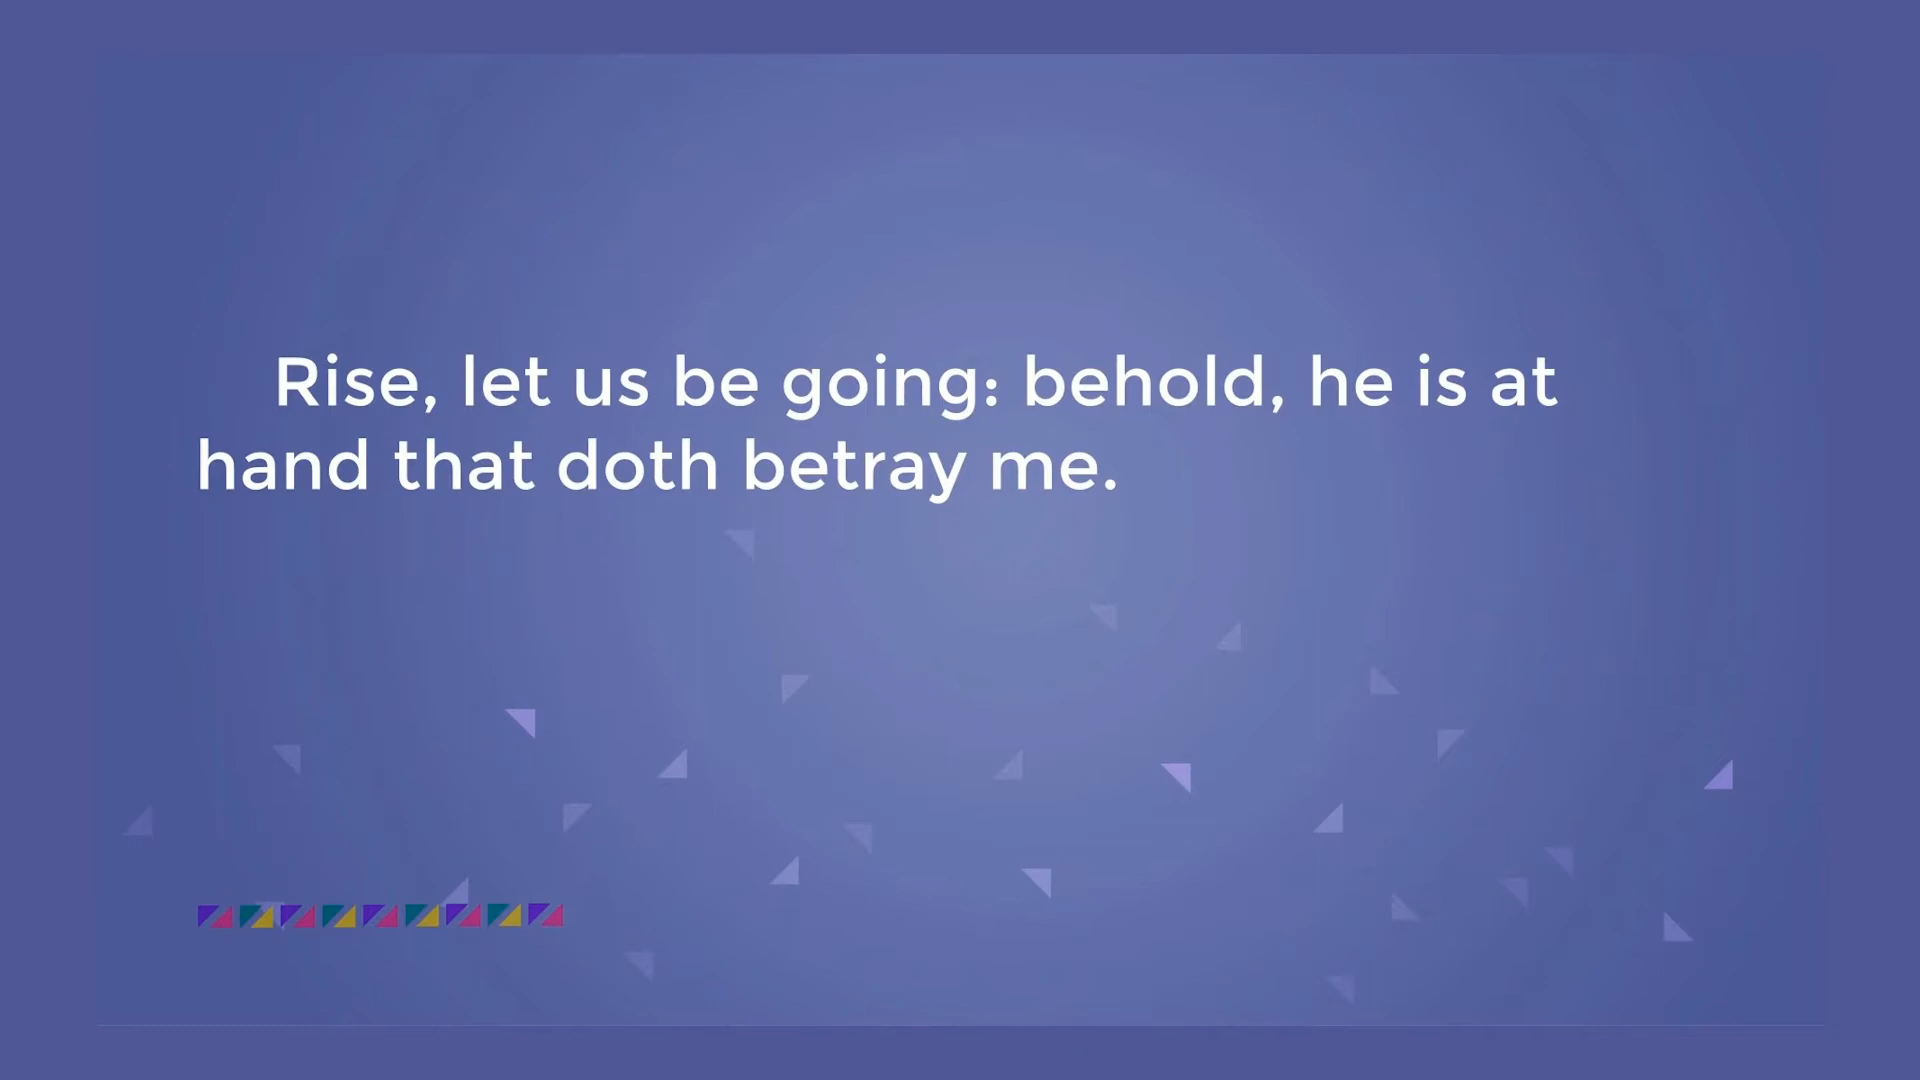 Rise, let us be going: behold, he is at
hand that doth betray me.